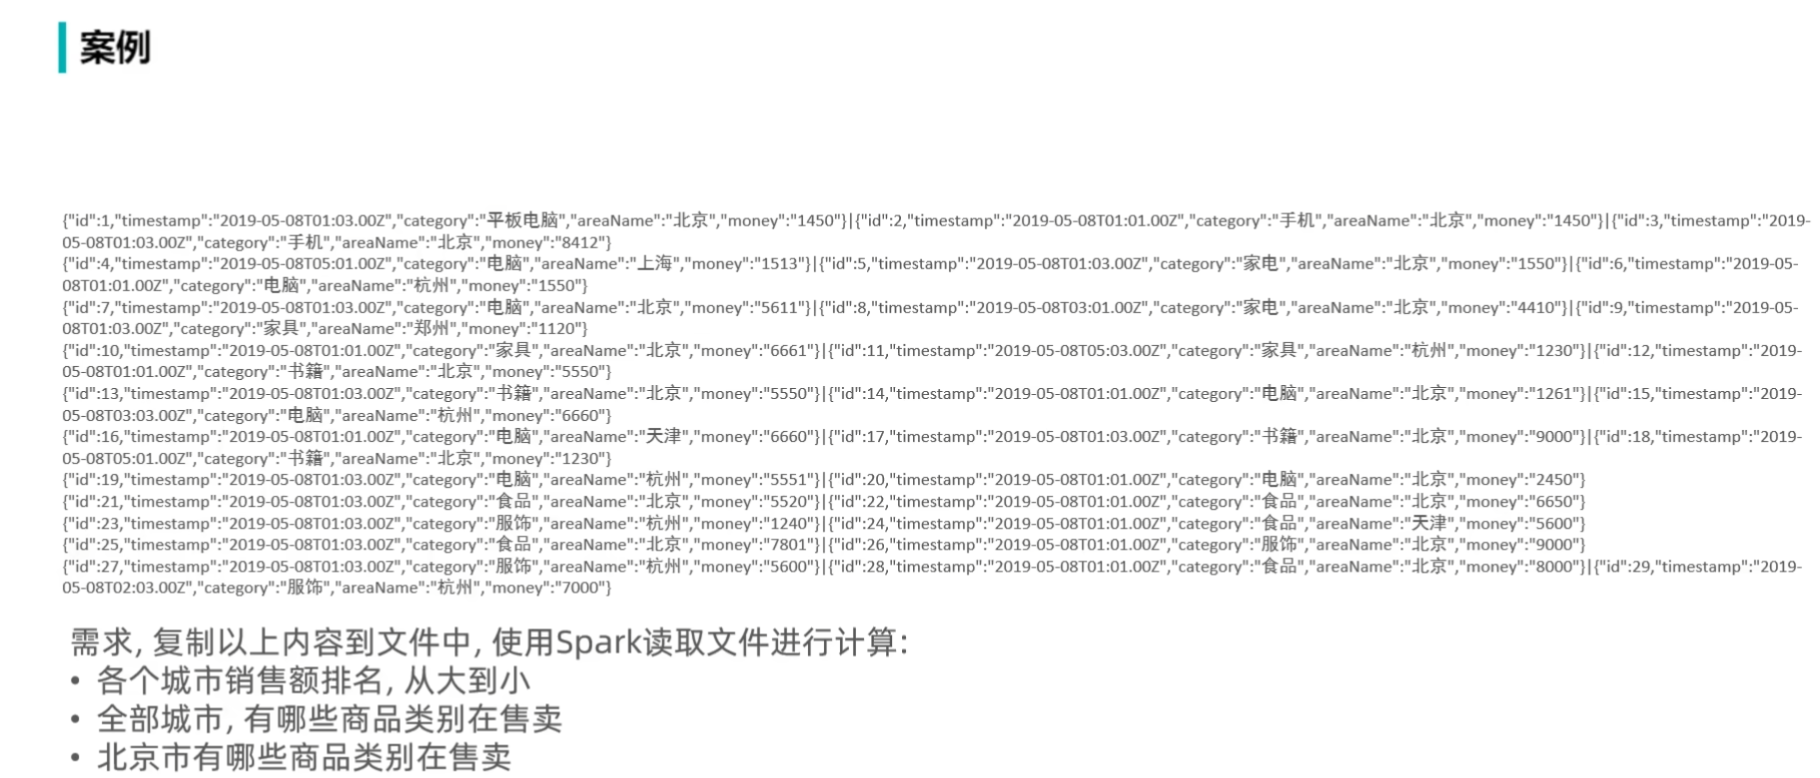 案例
{"id":1,"timestamp":"2019-05-08T01:03.00Z","category":"平板电脑","areaName":"北京","money":"1450"}|{"id":2,"timestamp":"2019-05-08T01:01.00Z","category":"手机","areaName":"北京","money":"1450"}|{"id":3,"timestamp":"2019-
05-08T01:03.00Z","category":"手机","areaName":"北京","money":"8412"}
{"id":4,"timestamp":"2019-05-08T05:01.00Z","category":"电脑","areaName":"上海","money":"1513"}|{"id":5,"timestamp":"2019-05-08T01:03.00Z","category":"家电","areaName":"北京","money":"1550"}|{"id":6,"timestamp":"2019-05-
08T01:01.00Z","category":"电脑","areaName":"杭州","money":"1550"}
{"id":7,"timestamp":"2019-05-08T01:03.00Z","category":"电脑","areaName":"北京","money":"5611"}|{"id":8,"timestamp":"2019-05-08T03:01.00Z","category":"家电","areaName":"北京","money":"4410"}|{"id":9,"timestamp":"2019-05-
08T01:03.00Z","category":"家具","areaName":"郑州","money":"1120"}
{"id":10,"timestamp":"2019-05-08T01:01.00Z","category":"家具","areaName":"北京","money":"6661"}|{"id":11,"timestamp":"2019-05-08T05:03.00Z","category":"家具","areaName":"杭州","money":"1230"}|{"id":12,"timestamp":"2019-
05-08T01:01.00Z","category":"书籍","areaName":"北京","money":"5550"}
{"id":13,"timestamp":"2019-05-08T01:03.00Z","category":"书籍","areaName":"北京","money":"5550"}|{"id":14,"timestamp":"2019-05-08T01:01.00Z","category":"电脑","areaName":"北京","money":"1261"}|{"id":15,"timestamp":"2019-
05-08T03:03.00Z","category":"电脑","areaName":"杭州","money":"6660"}
{"id":16,"timestamp":"2019-05-08T01:01.00Z","category":"电脑","areaName":"天津","money":"6660"}|{"id":17,"timestamp":"2019-05-08T01:03.00Z","category":"书籍","areaName":"北京","money":"9000"}|{"id":18,"timestamp":"2019-
05-08T05:01.00Z","category":"书籍","areaName":"北京","money":"1230"}
{"id":19,"timestamp":"2019-05-08T01:03.00Z","category":"电脑","areaName":"杭州","money":"5551"}|{"id":20,"timestamp":"2019-05-08T01:01.00Z","category":"电脑","areaName":"北京","money":"2450"}
{"id":21,"timestamp":"2019-05-08T01:03.00Z","category":"食品","areaName":"北京","money":"5520"}|{"id":22,"timestamp":"2019-05-08T01:01.00Z","category":"食品","areaName":"北京","money":"6650"}
{"id":23,"timestamp":"2019-05-08T01:03.00Z","category":"服饰","areaName":"杭州","money":"1240"}|{"id":24,"timestamp":"2019-05-08T01:01.00Z","category":"食品","areaName":"天津","money":"5600"}
{"id":25,"timestamp":"2019-05-08T01:03.00Z","category":"食品","areaName":"北京","money":"7801"}|{"id":26,"timestamp":"2019-05-08T01:01.00Z","category":"服饰","areaName":"北京","money":"9000"}
{"id":27,"timestamp":"2019-05-08T01:03.00Z","category":"服饰","areaName":"杭州","money":"5600"}|{"id":28,"timestamp":"2019-05-08T01:01.00Z","category":"食品","areaName":"北京","money":"8000"}|{"id":29,"timestamp":"2019-
05-08T02:03.00Z","category":"服饰","areaName":"杭州","money":"7000"}
需求, 复制以上内容到文件中, 使用Spark读取文件进行计算:
• 各个城市销售额排名, 从大到小
• 全部城市, 有哪些商品类别在售卖
• 北京市有哪些商品类别在售卖